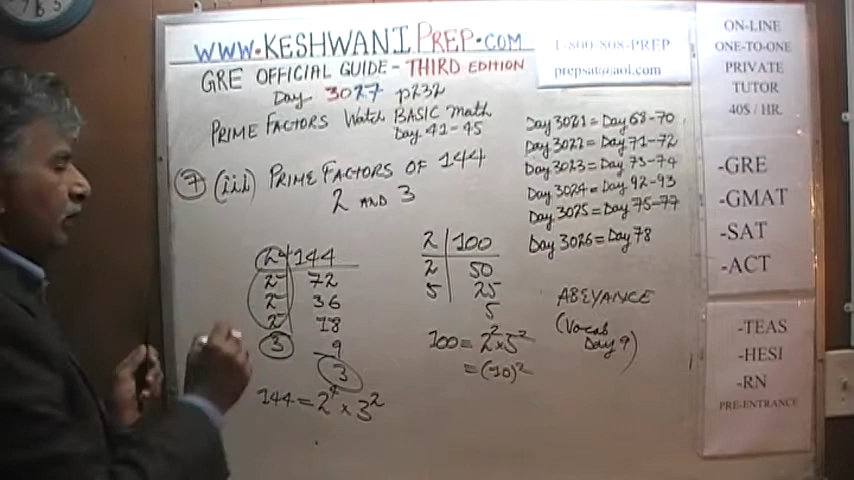 WWW.KESHWANIPREP.COM
1-800-808-PREP
prepsat@aol.com
GRE OFFICIAL GUIDE - THIRD EDITION
Day 3027 p232
PRIME FACTORS Watch BASIC Math
Day 41-45
Day 3021 = Day 68-70
Day 3022 = Day 71-72
Day 3023 = Day 73-74
Day 3024 = Day 92-93
Day 3025 = Day 75-77
Day 3026 = Day 78
7 (iii) PRIME FACTORS OF 144
2 AND 3
2 144
2 72
2 36
2 18
3 9
3
144 = 2⁴ × 3²
2 100
2 50
5 25
5
100 = 2² × 5²
= (10)²
ABEYANCE
(Vocab
Day 9)
ON-LINE
ONE-TO-ONE
PRIVATE
TUTOR
40$ / HR.
-GRE
-GMAT
-SAT
-ACT
-TEAS
-HESI
-RN
PRE-ENTRANCE